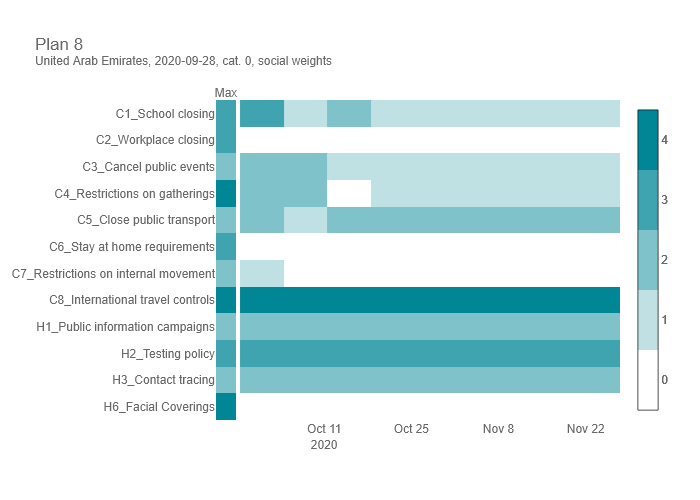 Plan 8
United Arab Emirates, 2020-09-28, cat. 0, social weights
Max
C1_School closing
C2_Workplace closing
C3_Cancel public events
C4_Restrictions on gatherings
C5_Close public transport
C6_Stay at home requirements
C7_Restrictions on internal movement
C8_International travel controls
H1_Public information campaigns
H2_Testing policy
H3_Contact tracing
H6_Facial Coverings
Oct 11 Oct 25 Nov 8 Nov 22
2020
4
3
2
1
0